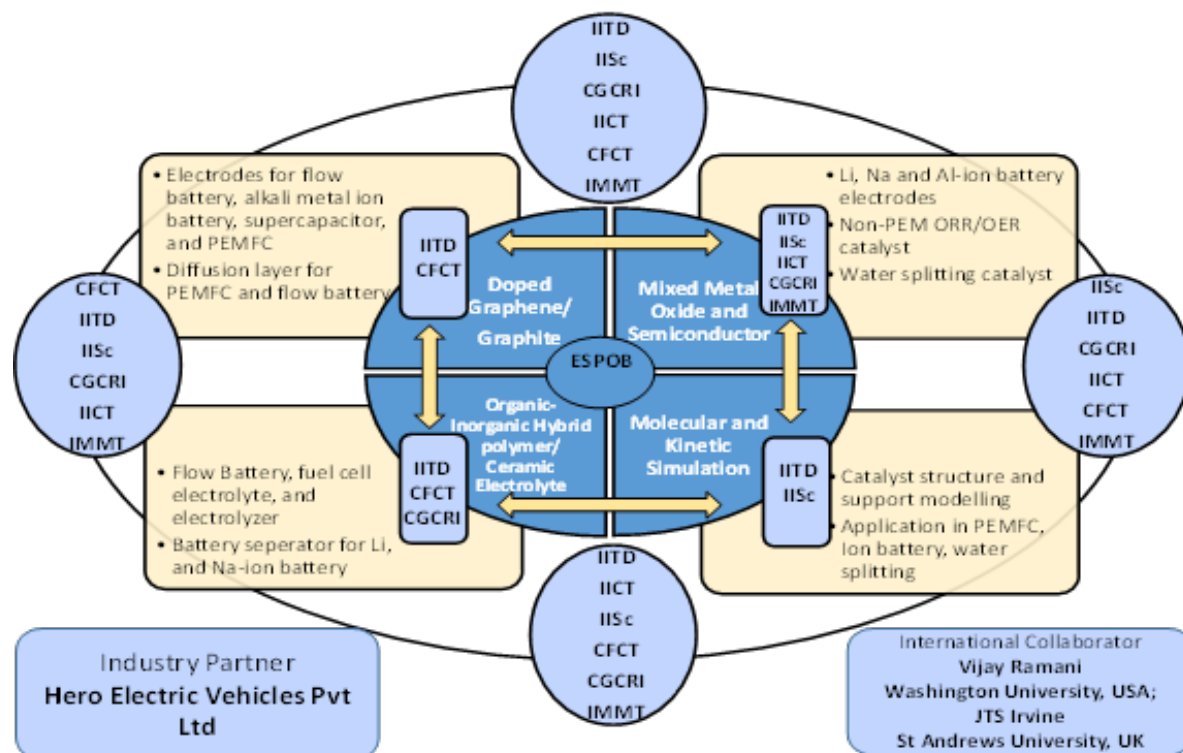 IITD
IISc
CGCRI
IICT
CFCT
IMMT
• Electrodes for flow
battery, alkali metal ion
battery, supercapacitor,
and PEMFC
• Diffusion layer for
PEMFC and flow battery
IITD
CFCT
Doped
Graphene/
Graphite
Mixed Metal
Oxide and
Semiconductor
IITD
IISc
IICT
CGCRI
IMMT
• Li, Na and Al-ion battery
electrodes
• Non-PEM ORR/OER
catalyst
• Water splitting catalyst
CFCT
IITD
IISc
CGCRI
IICT
IMMT
ESPOB
IISc
IITD
CGCRI
IICT
CFCT
IMMT
• Flow Battery, fuel cell
electrolyte, and
electrolyzer
• Battery seperator for Li,
and Na-ion battery
IITD
CFCT
CGCRI
Organic-
Inorganic Hybrid
polymer/
Ceramic
Electrolyte
Molecular and
Kinetic
Simulation
IITD
IISc
• Catalyst structure and
support modelling
• Application in PEMFC,
Ion battery, water
splitting
IITD
IICT
IISc
CFCT
CGCRI
IMMT
Industry Partner
Hero Electric Vehicles Pvt
Ltd
International Collaborator
Vijay Ramani
Washington University, USA;
JTS Irvine
St Andrews University, UK